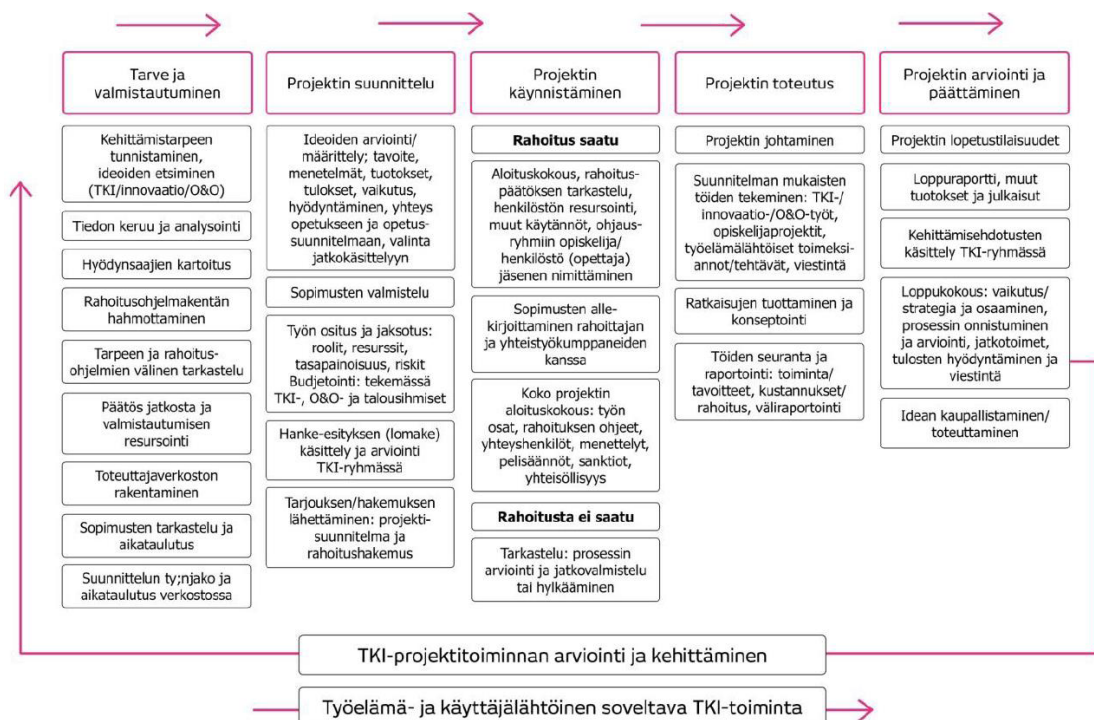 Tarve ja
valmistautuminen
Kehittämistarpeen
tunnistaminen,
ideoiden etsiminen
(TKI/innovaatio/O&O)
Tiedon keruu ja analysointi
Hyödynsaajien kartoitus
Rahoitusohjelmakentän
hahmottaminen
Tarpeen ja rahoitus-
ohjelmien välinen tarkastelu
Päätös jatkosta ja
valmistautumisen
resursointi
Toteuttajaverkoston
rakentaminen
Sopimusten tarkastelu ja
aikataulutus
Suunnittelun ty;njako ja
aikataulutus verkostossa
Projektin suunnittelu
Ideoiden arviointi/
määrittely; tavoite,
menetelmät, tuotokset,
tulokset, vaikutus,
hyödyntäminen, yhteys
opetukseen ja opetus-
suunnitelmaan, valinta
jatkokäsittelyyn
Sopimusten valmistelu
Työn ositus ja jaksotus:
roolit, resurssit,
tasapainoisuus, riskit
Budjetointi: tekemässä
TKI-, O&O- ja talousihmiset
Hanke-esityksen (lomake)
käsittely ja arviointi
TKI-ryhmässä
Tarjouksen/hakemuksen
lähettäminen: projekti-
suunnitelma ja
rahoitushakemus
Projektin
käynnistäminen
Rahoitus saatu
Aloituskokous, rahoitus-
päätöksen tarkastelu,
henkilöstön resursointi,
muut käytännöt, ohjaus-
ryhmiin opiskelija/
henkilöstö (opettaja)
jäsenen nimittäminen
Sopimusten alle-
kirjoittaminen rahoittajan
ja yhteistyökumppaneiden
kanssa
Koko projektin
aloituskokous: työn
osat, rahoituksen ohjeet,
yhteyshenkilöt, menettelyt,
pelisäännöt, sanktiot,
yhteisöllisyys
Rahoitusta ei saatu
Tarkastelu: prosessin
arviointi ja jatkovalmistelu
tai hylkääminen
Projektin toteutus
Projektin johtaminen
Suunnitelman mukaisten
töiden tekeminen: TKI-/
innovaatio-/O&O-työt,
opiskelijaprojektit,
työelämälähtöiset toimeksi-
annot/tehtävät, viestintä
Ratkaisujen tuottaminen ja
konseptointi
Töiden seuranta ja
raportointi: toiminta/
tavoitteet, kustannukset/
rahoitus, väliraportointi
Projektin arviointi ja
päättäminen
Projektin lopetustilaisuudet
Loppuraportti, muut
tuotokset ja julkaisut
Kehittämisehdotusten
käsittely TKI-ryhmässä
Loppukokous: vaikutus/
strategia ja osaaminen,
prosessin onnistuminen
ja arviointi, jatkotoimet,
tulosten hyödyntäminen ja
viestintä
Idean kaupallistaminen/
toteuttaminen
TKI-projektitoiminnan arviointi ja kehittäminen
Työelämä- ja käyttäjälähtöinen soveltava TKI-toiminta